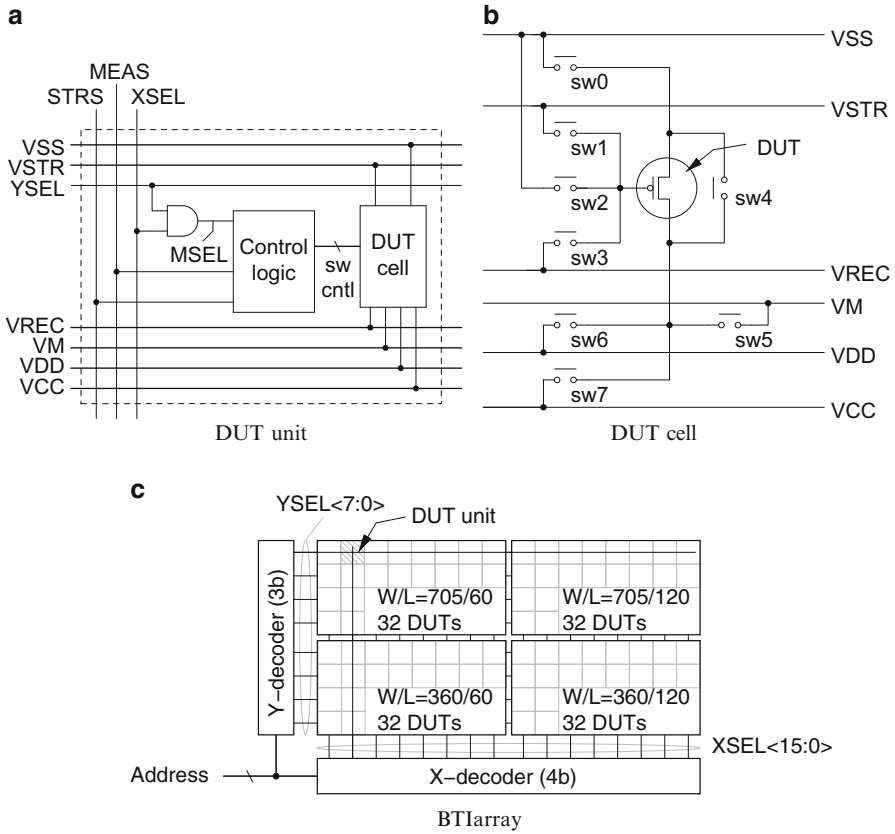 a
MEAS
STRS
XSEL
VSS
VSTR
YSEL
MSEL
Control
logic
sw
cntl
DUT
cell
VREC
VM
VDD
VCC
DUT unit
b
VSS
sw0
VSTR
sw1
DUT
sw2
sw4
sw3
VREC
VM
sw6
sw5
VDD
sw7
VCC
DUT cell
c
YSEL<7:0>
DUT unit
Y-decoder (3b)
W/L=705/60
32 DUTs
W/L=705/120
32 DUTs
W/L=360/60
32 DUTs
W/L=360/120
32 DUTs
XSEL<15:0>
Address
X-decoder (4b)
BTIarray